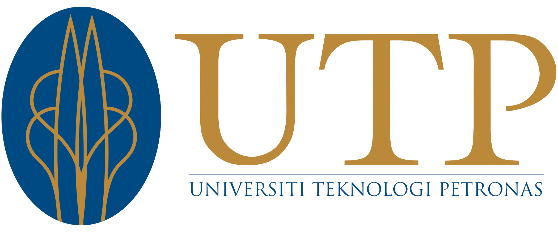 UTP
UNIVERSITI TEKNOLOGI PETRONAS